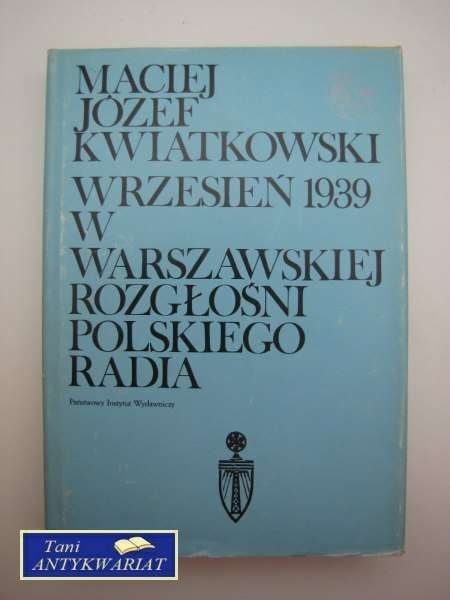 MACIEJ
JÓZEF
KWIATKOWSKI
WRZESIEŃ 1939
W
WARSZAWSKIEJ
ROZGŁOŚNI
POLSKIEGO
RADIA
Państwowy Instytut Wydawniczy
Tani
ANTYKWARIAT